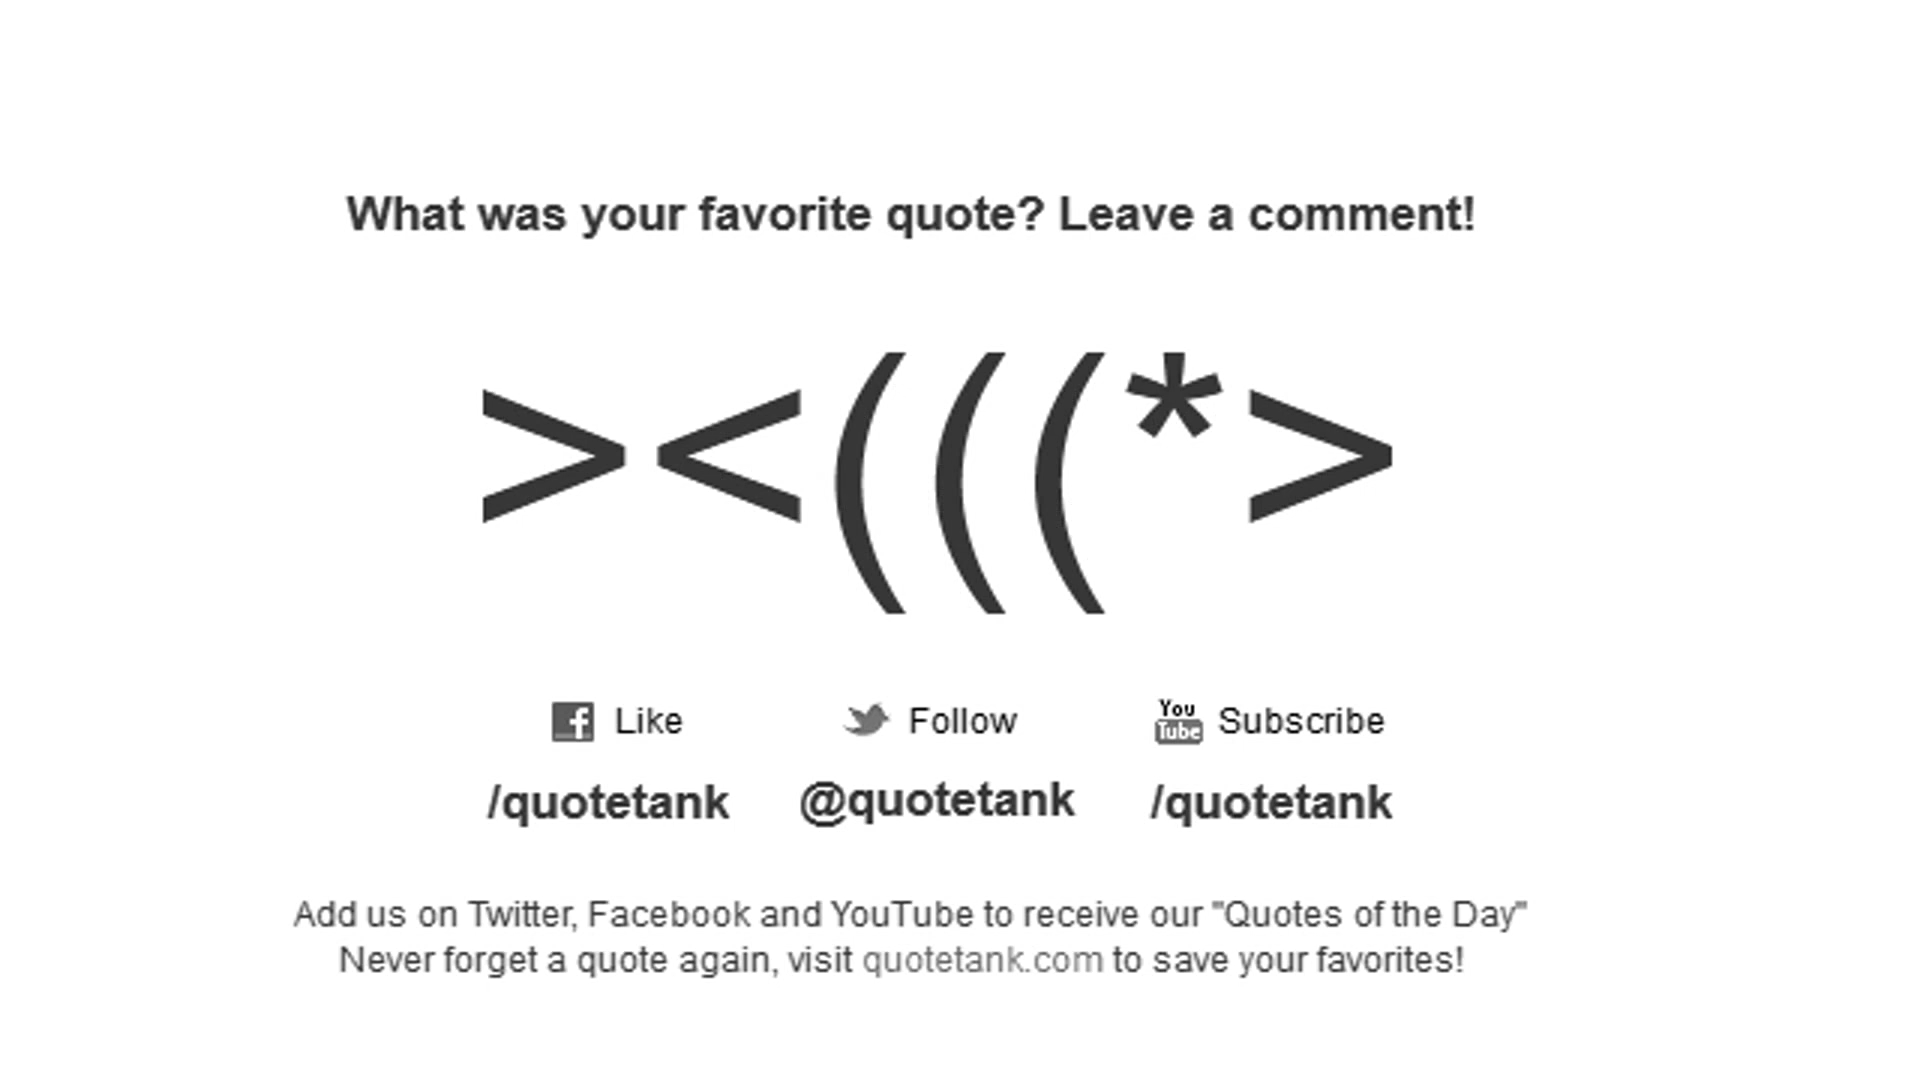 What was your favorite quote? Leave a comment!
><(((*>
f Like Follow You Tube Subscribe
/quotetank @quotetank /quotetank
Add us on Twitter, Facebook and YouTube to receive our "Quotes of the Day"
Never forget a quote again, visit quotetank.com to save your favorites!